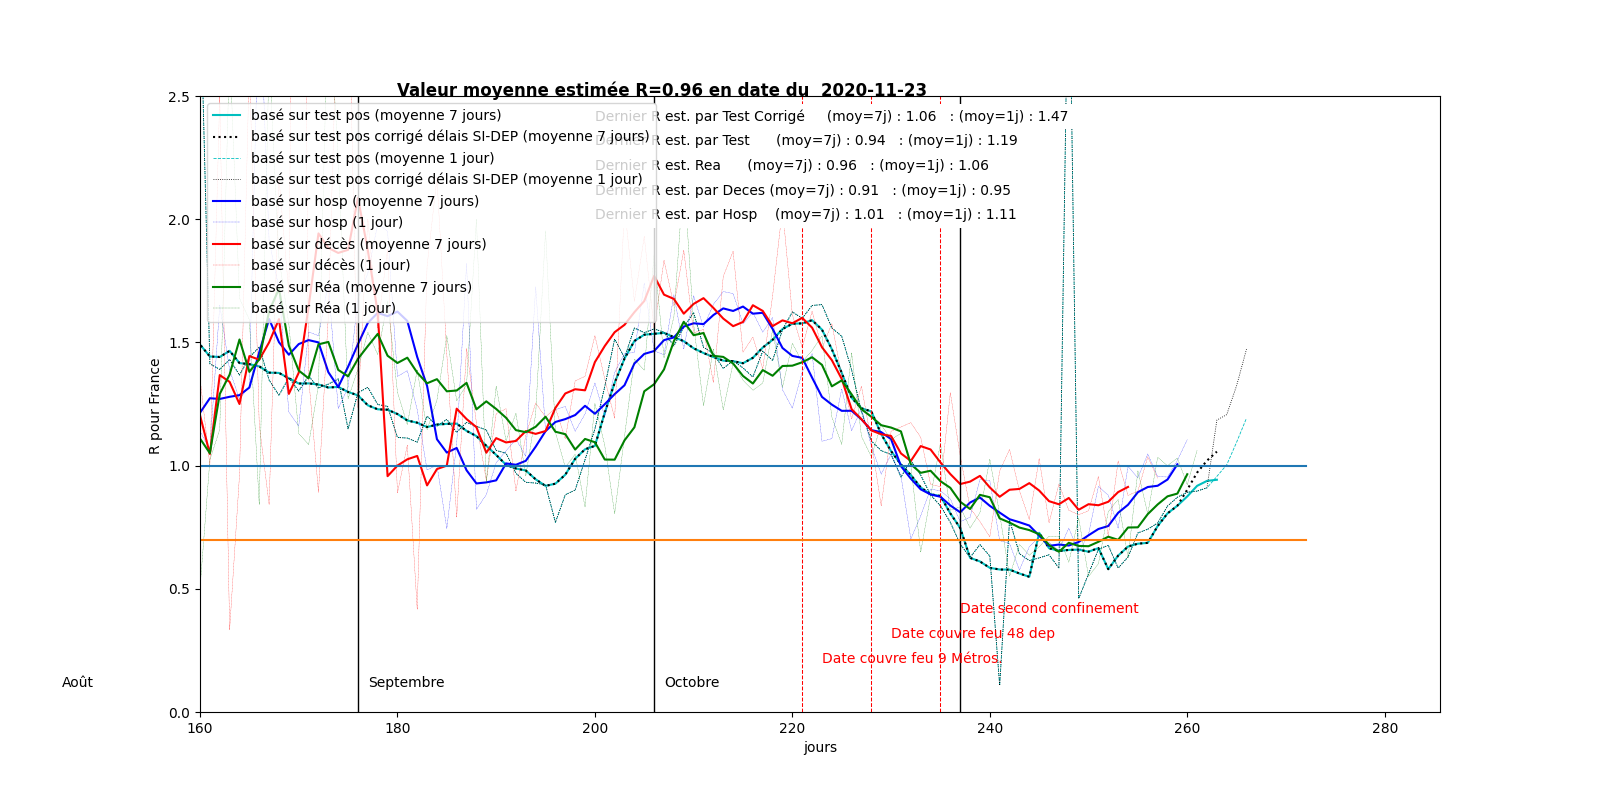 Valeur moyenne estimée R=0.96 en date du  2020-11-23
2.5
2.0
1.5
1.0
0.5
0.0
R pour France
basé sur test pos (moyenne 7 jours)
basé sur test pos corrigé délais SI-DEP (moyenne 7 jours)
basé sur test pos (moyenne 1 jour)
basé sur test pos corrigé délais SI-DEP (moyenne 1 jour)
basé sur hosp (moyenne 7 jours)
basé sur hosp (1 jour)
basé sur décès (moyenne 7 jours)
basé sur décès (1 jour)
basé sur Réa (moyenne 7 jours)
basé sur Réa (1 jour)
Dernier R est. par Test Corrigé (moy=7j) : 1.06 : (moy=1j) : 1.47
Dernier R est. par Test (moy=7j) : 0.94 : (moy=1j) : 1.19
Dernier R est. Rea (moy=7j) : 0.96 : (moy=1j) : 1.06
Dernier R est. par Deces (moy=7j) : 0.91 : (moy=1j) : 0.95
Dernier R est. par Hosp (moy=7j) : 1.01 : (moy=1j) : 1.11
Date second confinement
Date couvre feu 48 dep
Date couvre feu 9 Métros.
Août
Septembre
Octobre
160 180 200 220 240 260 280
jours